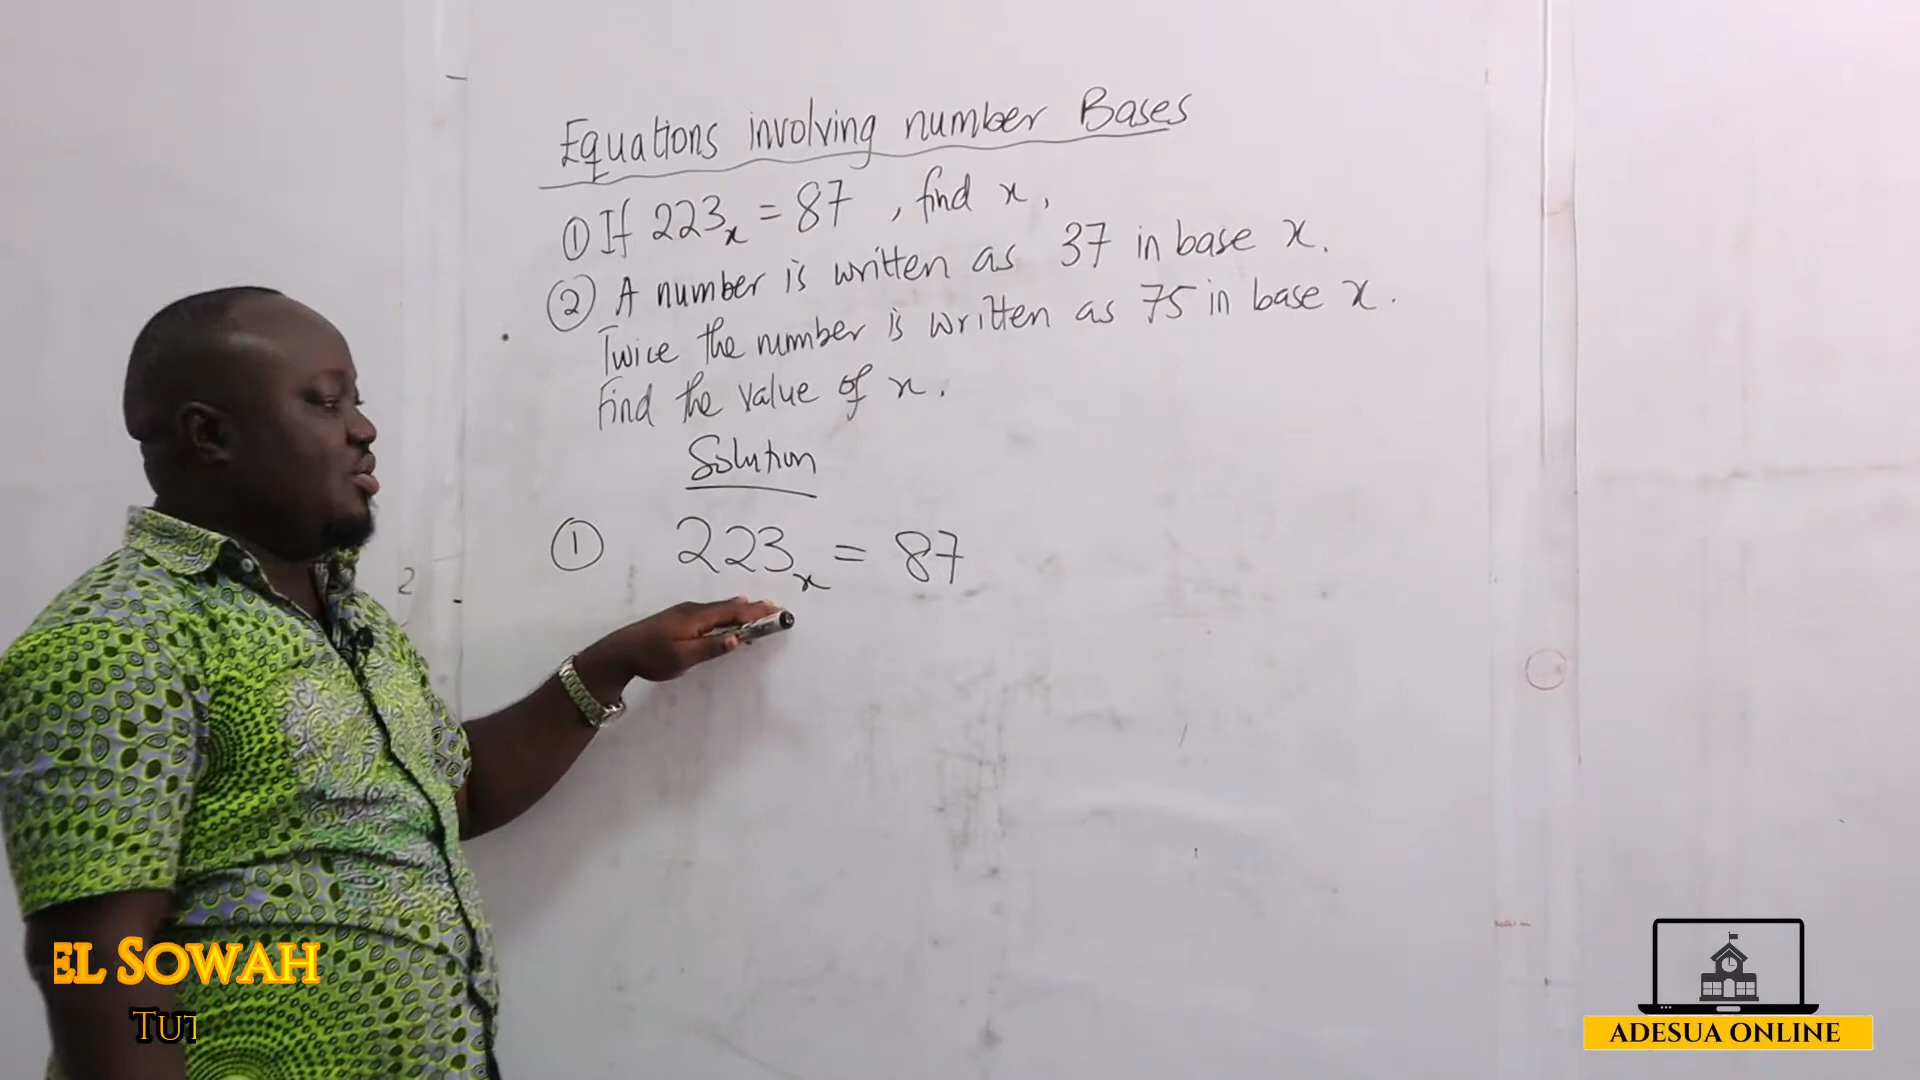 Equations involving number Bases
① If 223ₓ = 87 , find x,
② A number is written as 37 in base x.
Twice the number is written as 75 in base x.
Find the value of x.
Solution
① 223ₓ = 87
2
EL SOWAH
TUT
ADESUA ONLINE